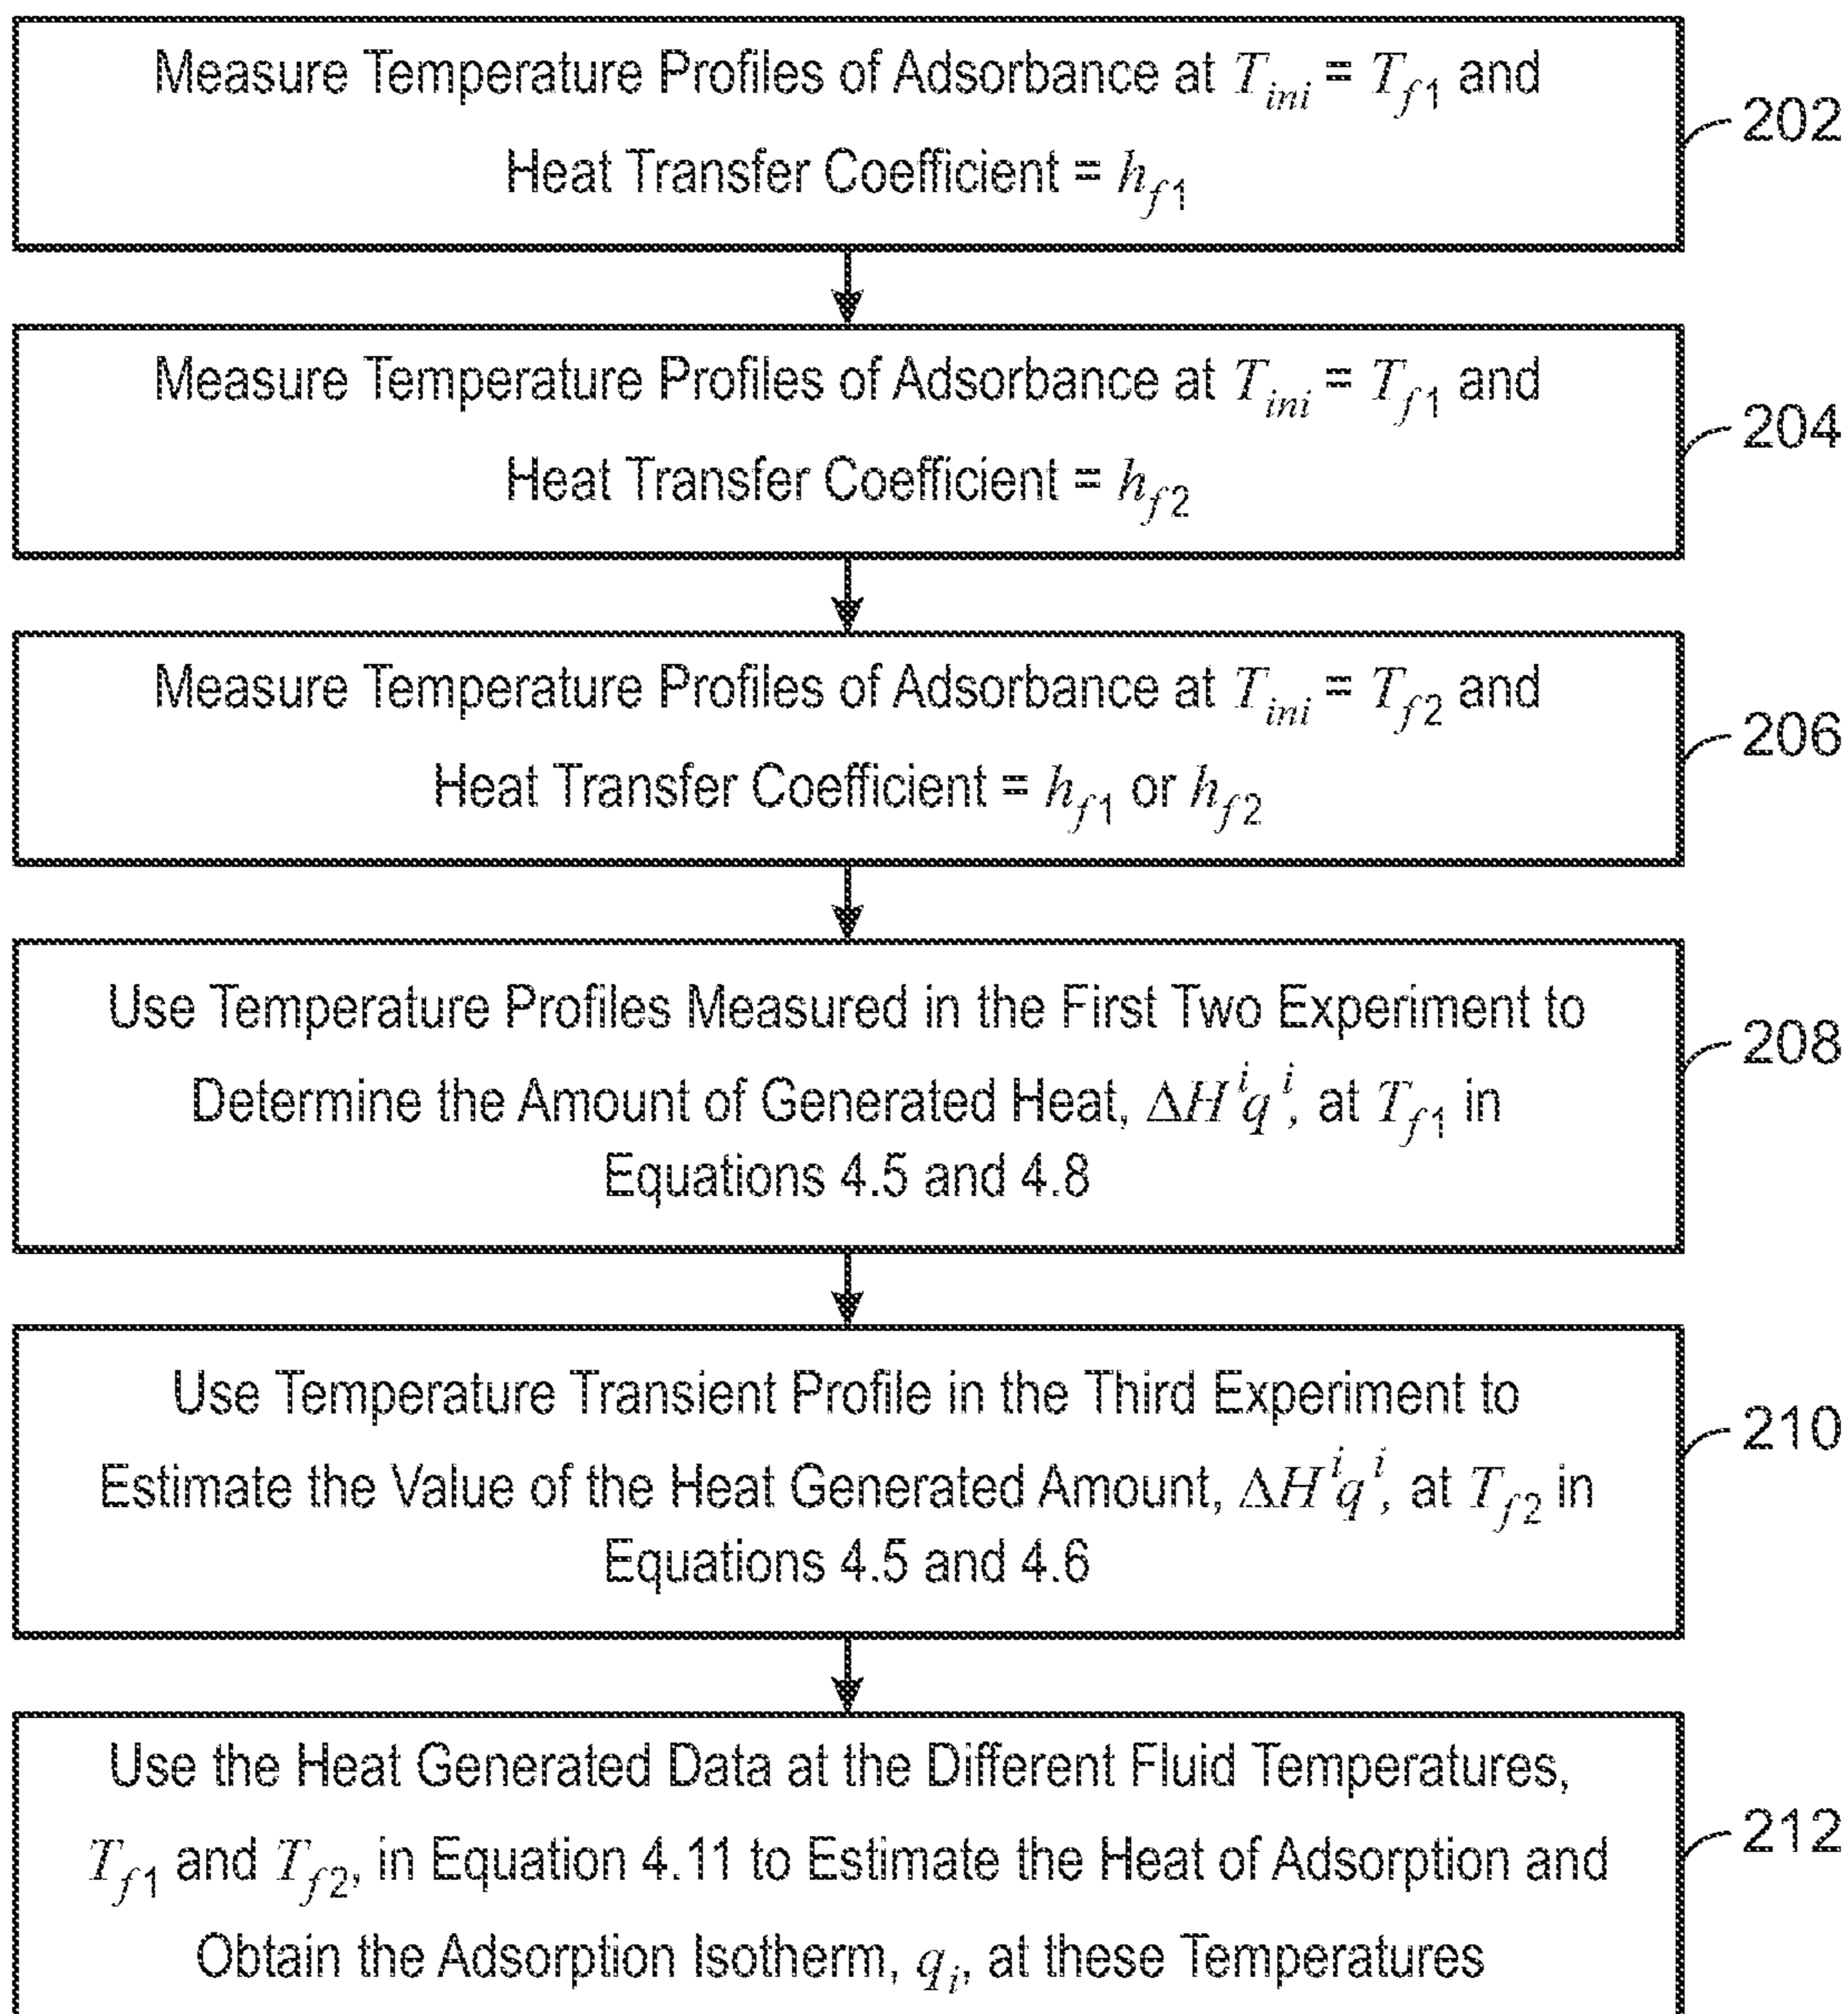 Measure Temperature Profiles of Adsorbance at T_ini = T_f1 and
Heat Transfer Coefficient = h_f1
202
Measure Temperature Profiles of Adsorbance at T_ini = T_f1 and
Heat Transfer Coefficient = h_f2
204
Measure Temperature Profiles of Adsorbance at T_ini = T_f2 and
Heat Transfer Coefficient = h_f1 or h_f2
206
Use Temperature Profiles Measured in the First Two Experiment to
Determine the Amount of Generated Heat, ΔH^i q^i, at T_f1 in
Equations 4.5 and 4.8
208
Use Temperature Transient Profile in the Third Experiment to
Estimate the Value of the Heat Generated Amount, ΔH^i q^i, at T_f2 in
Equations 4.5 and 4.6
210
Use the Heat Generated Data at the Different Fluid Temperatures,
T_f1 and T_f2, in Equation 4.11 to Estimate the Heat of Adsorption and
Obtain the Adsorption Isotherm, q_i, at these Temperatures
212